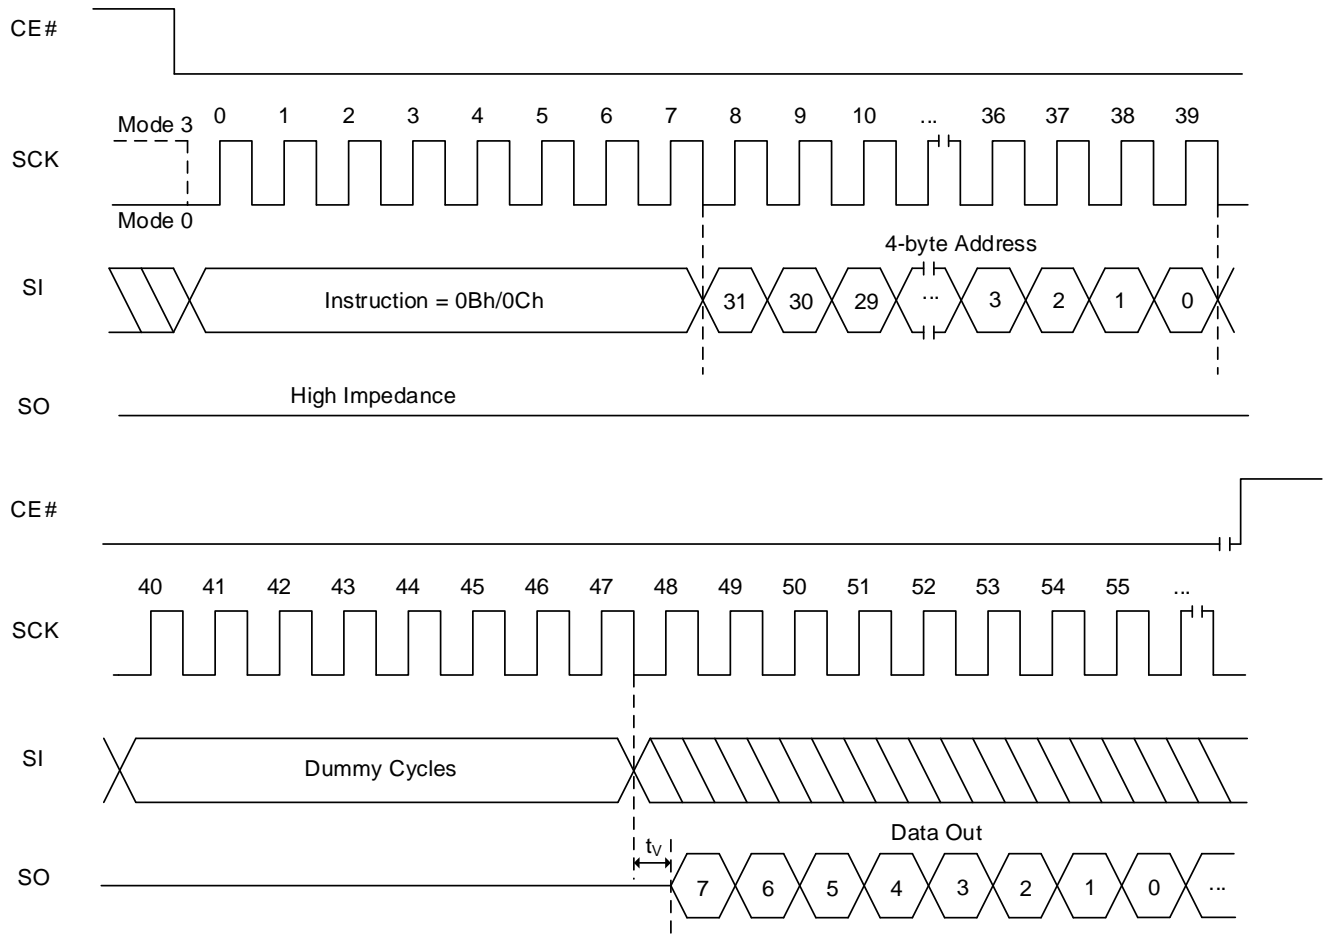 CE#
0 1 2 3 4 5 6 7 8 9 10 ... 36 37 38 39
Mode 3
SCK
Mode 0
4-byte Address
SI
Instruction = 0Bh/0Ch 31 30 29 ... 3 2 1 0
High Impedance
SO
CE#
40 41 42 43 44 45 46 47 48 49 50 51 52 53 54 55 ...
SCK
SI
Dummy Cycles
Data Out
tV
SO
7 6 5 4 3 2 1 0 ...